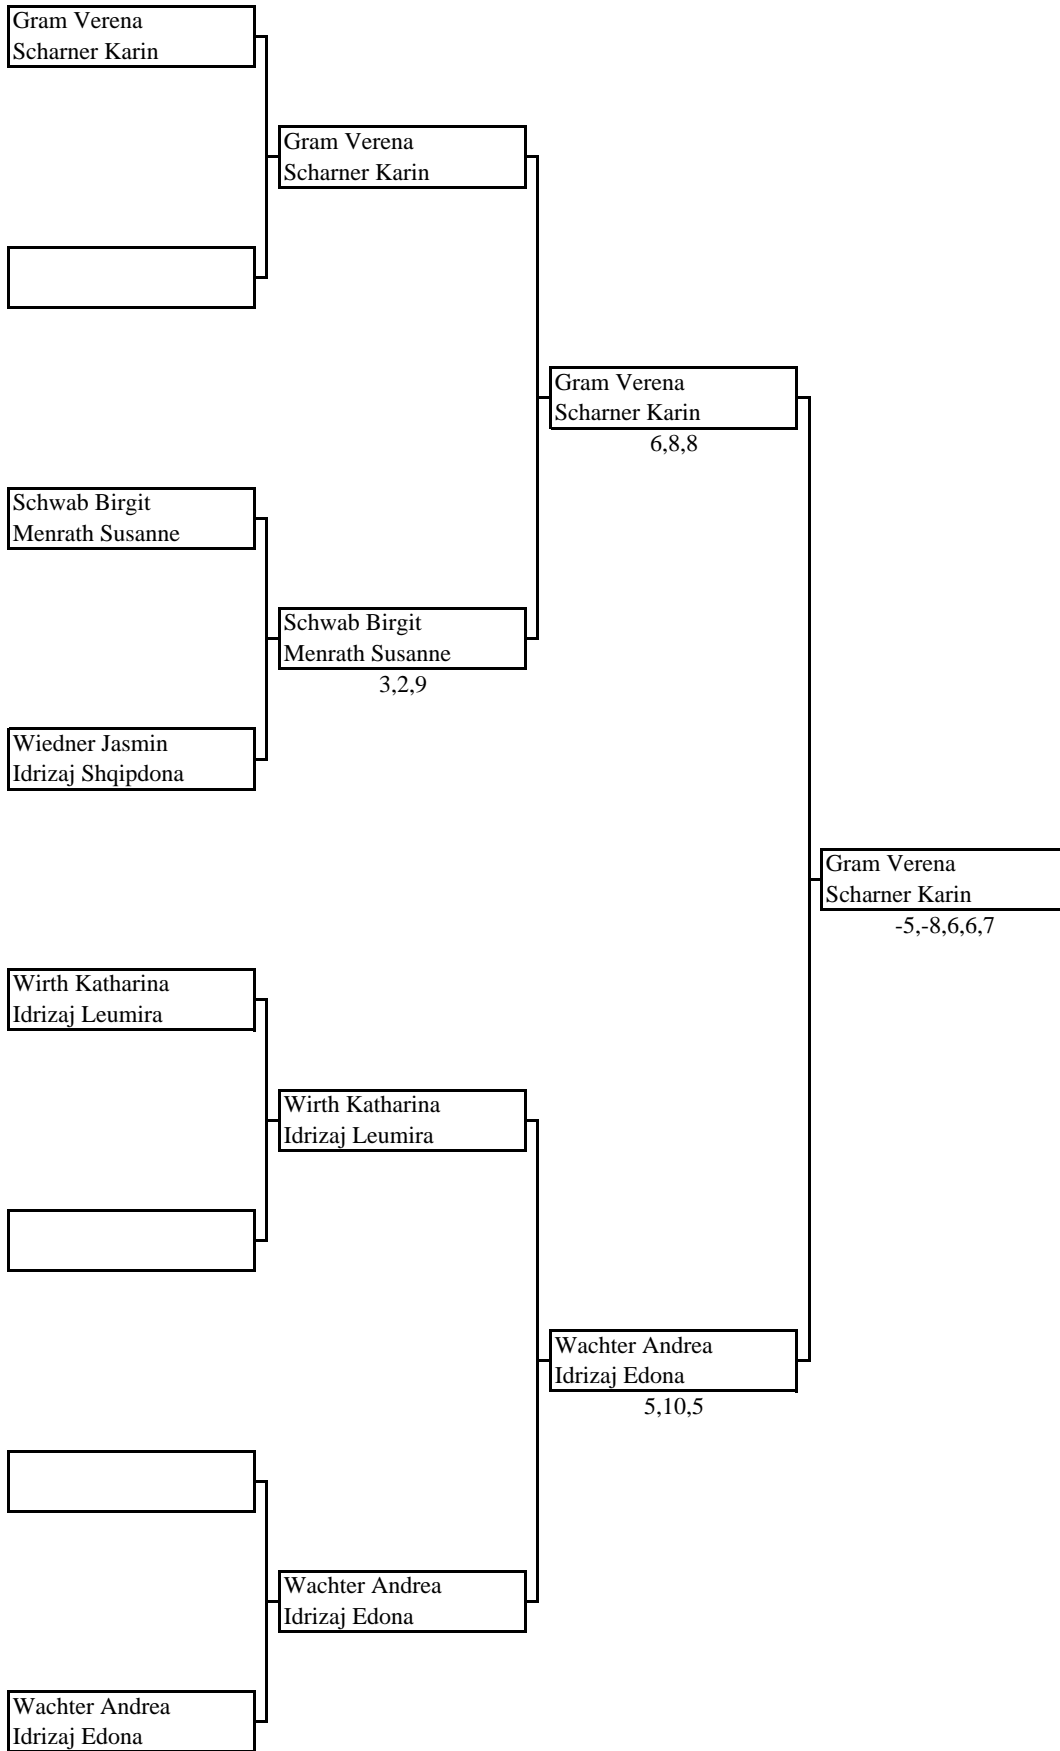 Gram Verena
Scharner Karin
Gram Verena
Scharner Karin
Gram Verena
Scharner Karin
6,8,8
Schwab Birgit
Menrath Susanne
Schwab Birgit
Menrath Susanne
3,2,9
Wiedner Jasmin
Idrizaj Shqipdona
Gram Verena
Scharner Karin
-5,-8,6,6,7
Wirth Katharina
Idrizaj Leumira
Wirth Katharina
Idrizaj Leumira
Wachter Andrea
Idrizaj Edona
5,10,5
Wachter Andrea
Idrizaj Edona
Wachter Andrea
Idrizaj Edona